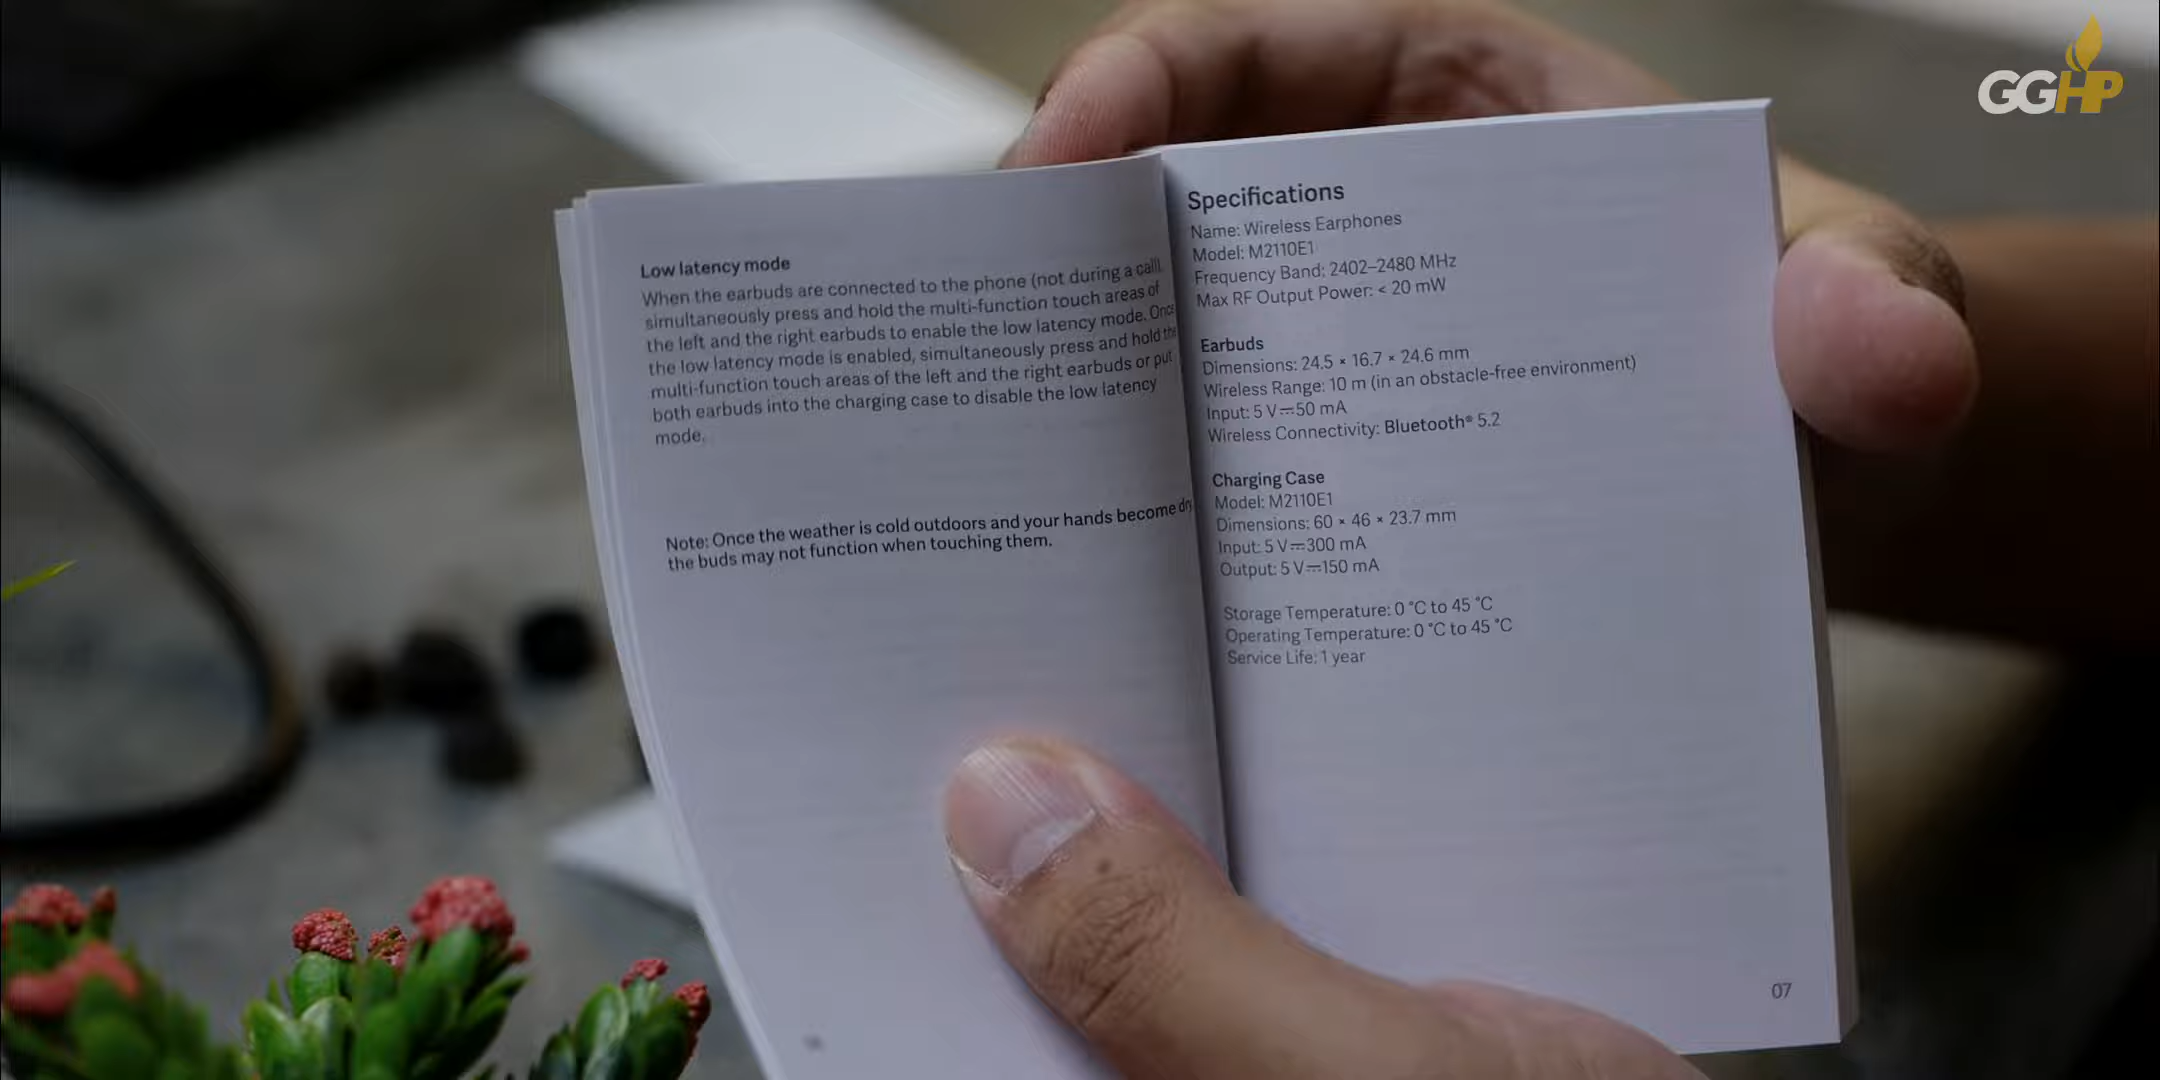 GGHP
Low latency mode
When the earbuds are connected to the phone (not during a call),
simultaneously press and hold the multi-function touch areas of
the left and the right earbuds to enable the low latency mode. Once
the low latency mode is enabled, simultaneously press and hold the
multi-function touch areas of the left and the right earbuds or put
both earbuds into the charging case to disable the low latency
mode.
Note: Once the weather is cold outdoors and your hands become dry,
the buds may not function when touching them.
Specifications
Name: Wireless Earphones
Model: M2110E1
Frequency Band: 2402–2480 MHz
Max RF Output Power: < 20 mW
Earbuds
Dimensions: 24.5 × 16.7 × 24.6 mm
Wireless Range: 10 m (in an obstacle-free environment)
Input: 5 V⎓50 mA
Wireless Connectivity: Bluetooth® 5.2
Charging Case
Model: M2110E1
Dimensions: 60 × 46 × 23.7 mm
Input: 5 V⎓300 mA
Output: 5 V⎓150 mA
Storage Temperature: 0 °C to 45 °C
Operating Temperature: 0 °C to 45 °C
Service Life: 1 year
07